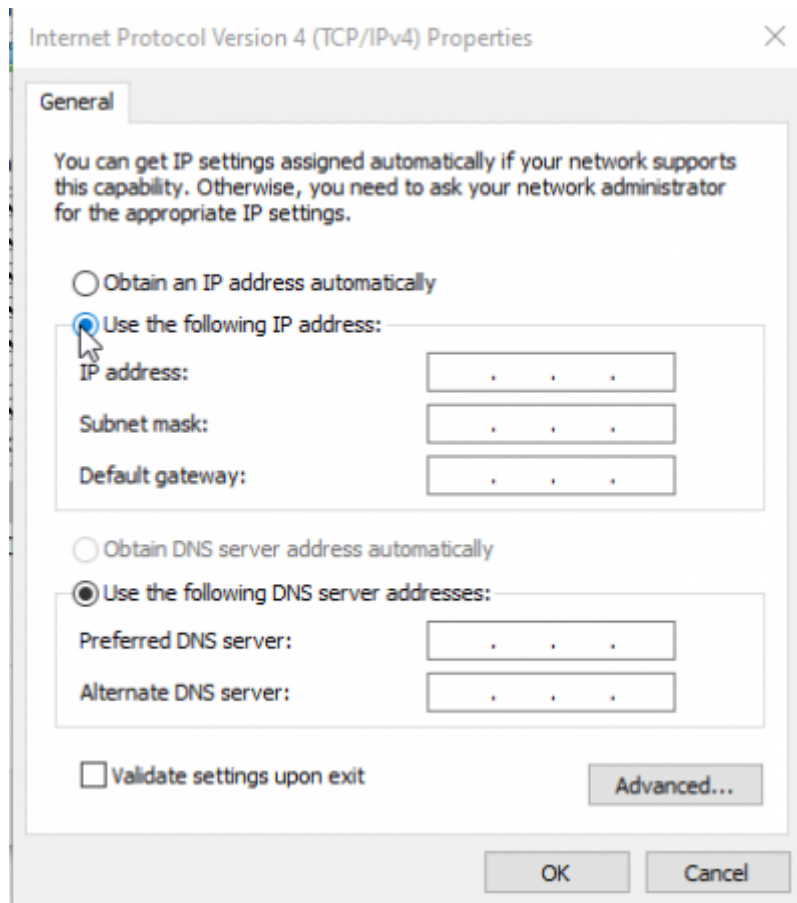 Internet Protocol Version 4 (TCP/IPv4) Properties
General
You can get IP settings assigned automatically if your network supports
this capability. Otherwise, you need to ask your network administrator
for the appropriate IP settings.
Obtain an IP address automatically
Use the following IP address:
IP address:
Subnet mask:
Default gateway:
Obtain DNS server address automatically
Use the following DNS server addresses:
Preferred DNS server:
Alternate DNS server:
Validate settings upon exit
Advanced...
OK Cancel